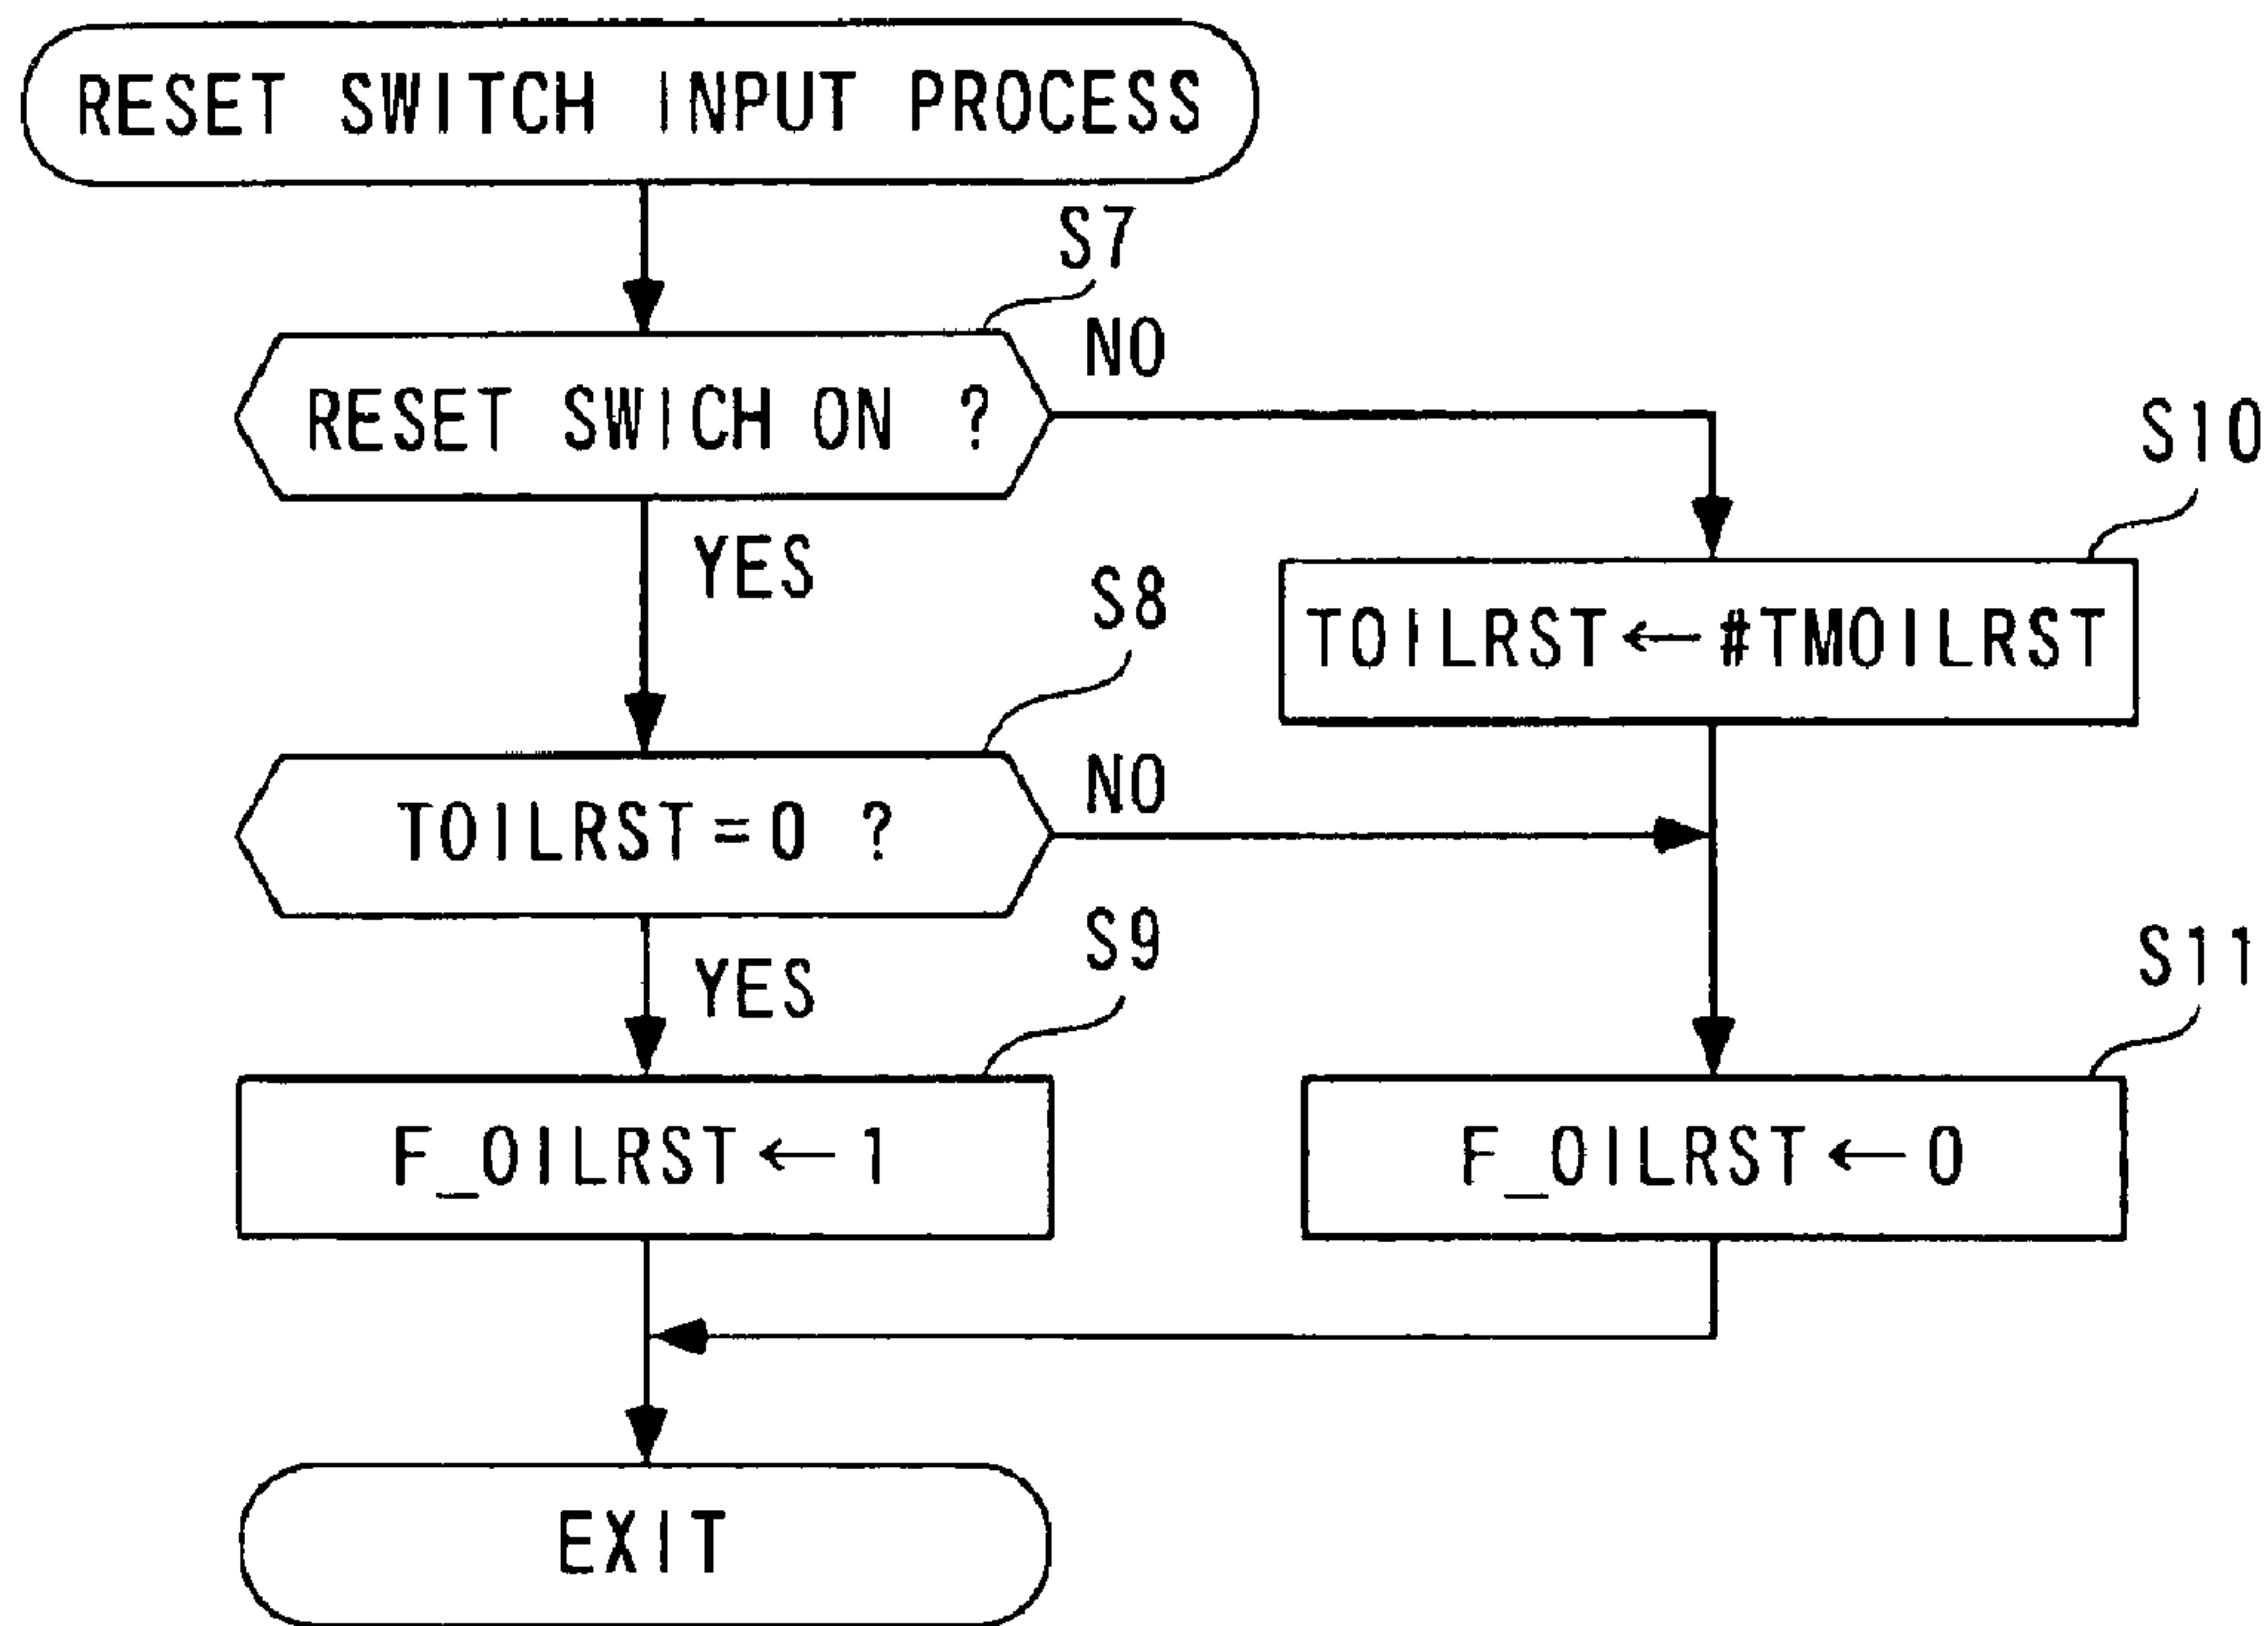 RESET SWITCH INPUT PROCESS
S7
RESET SWICH ON ?
NO
S10
YES
TOILRST←#TMOILRST
S8
TOILRST=0 ?
NO
S9
YES
S11
F_OILRST←1
F_OILRST←0
EXIT